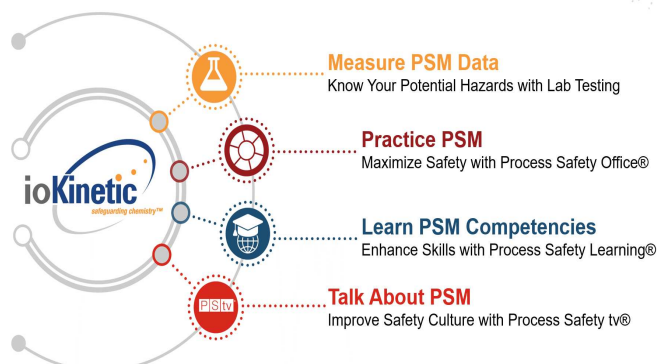 Measure PSM Data
Know Your Potential Hazards with Lab Testing
Practice PSM
Maximize Safety with Process Safety Office®
ioKinetic
safeguarding chemistry™
Learn PSM Competencies
Enhance Skills with Process Safety Learning®
PStv
Talk About PSM
Improve Safety Culture with Process Safety tv®